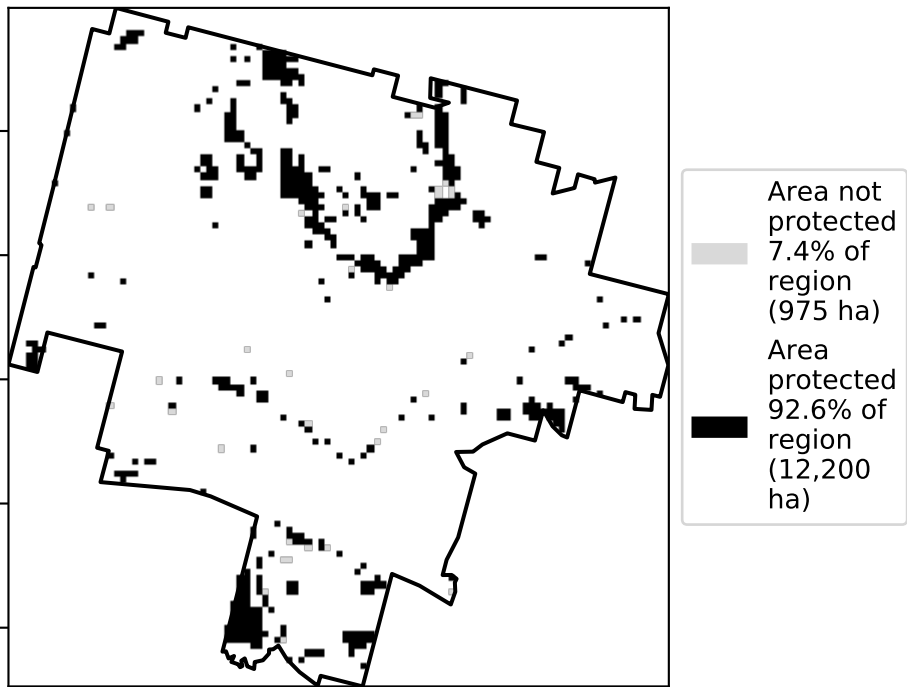 Area not
protected
7.4% of
region
(975 ha)
Area
protected
92.6% of
region
(12,200
ha)